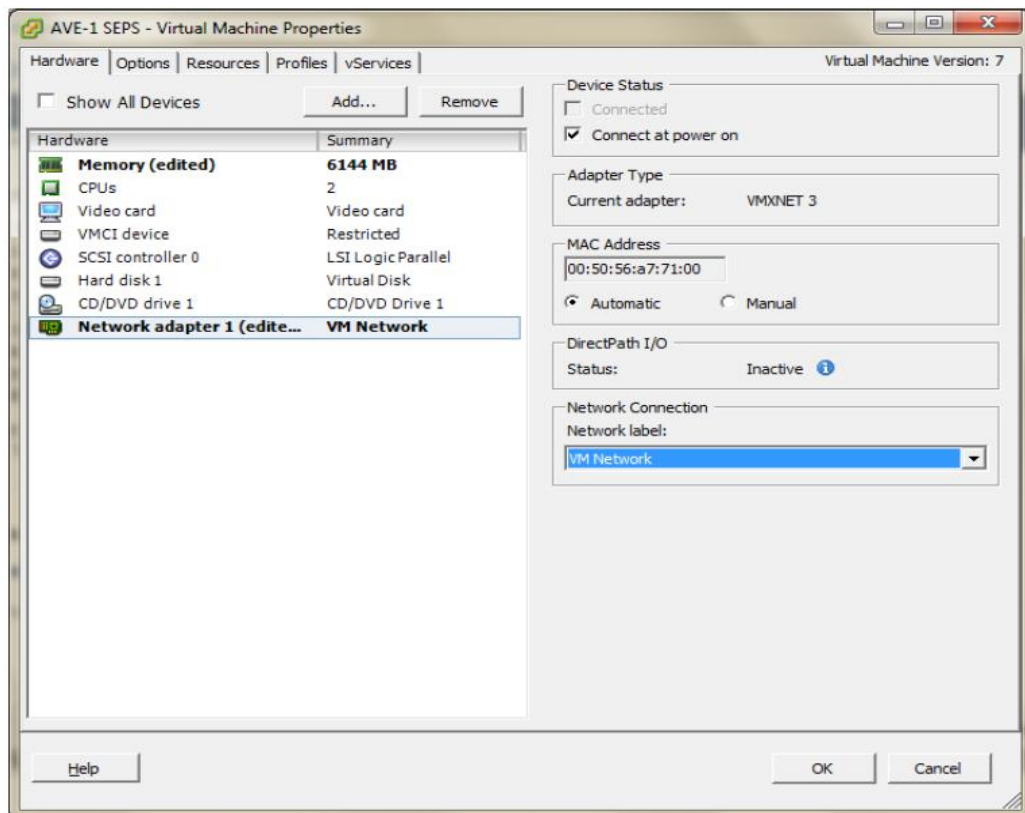 AVE-1 SEPS - Virtual Machine Properties
Hardware Options Resources Profiles vServices Virtual Machine Version: 7
Show All Devices Add... Remove
Hardware Summary
Memory (edited) 6144 MB
CPUs 2
Video card Video card
VMCI device Restricted
SCSI controller 0 LSI Logic Parallel
Hard disk 1 Virtual Disk
CD/DVD drive 1 CD/DVD Drive 1
Network adapter 1 (edite... VM Network
Device Status
Connected
Connect at power on
Adapter Type
Current adapter: VMXNET 3
MAC Address
00:50:56:a7:71:00
Automatic Manual
DirectPath I/O
Status: Inactive
Network Connection
Network label:
VM Network
Help OK Cancel